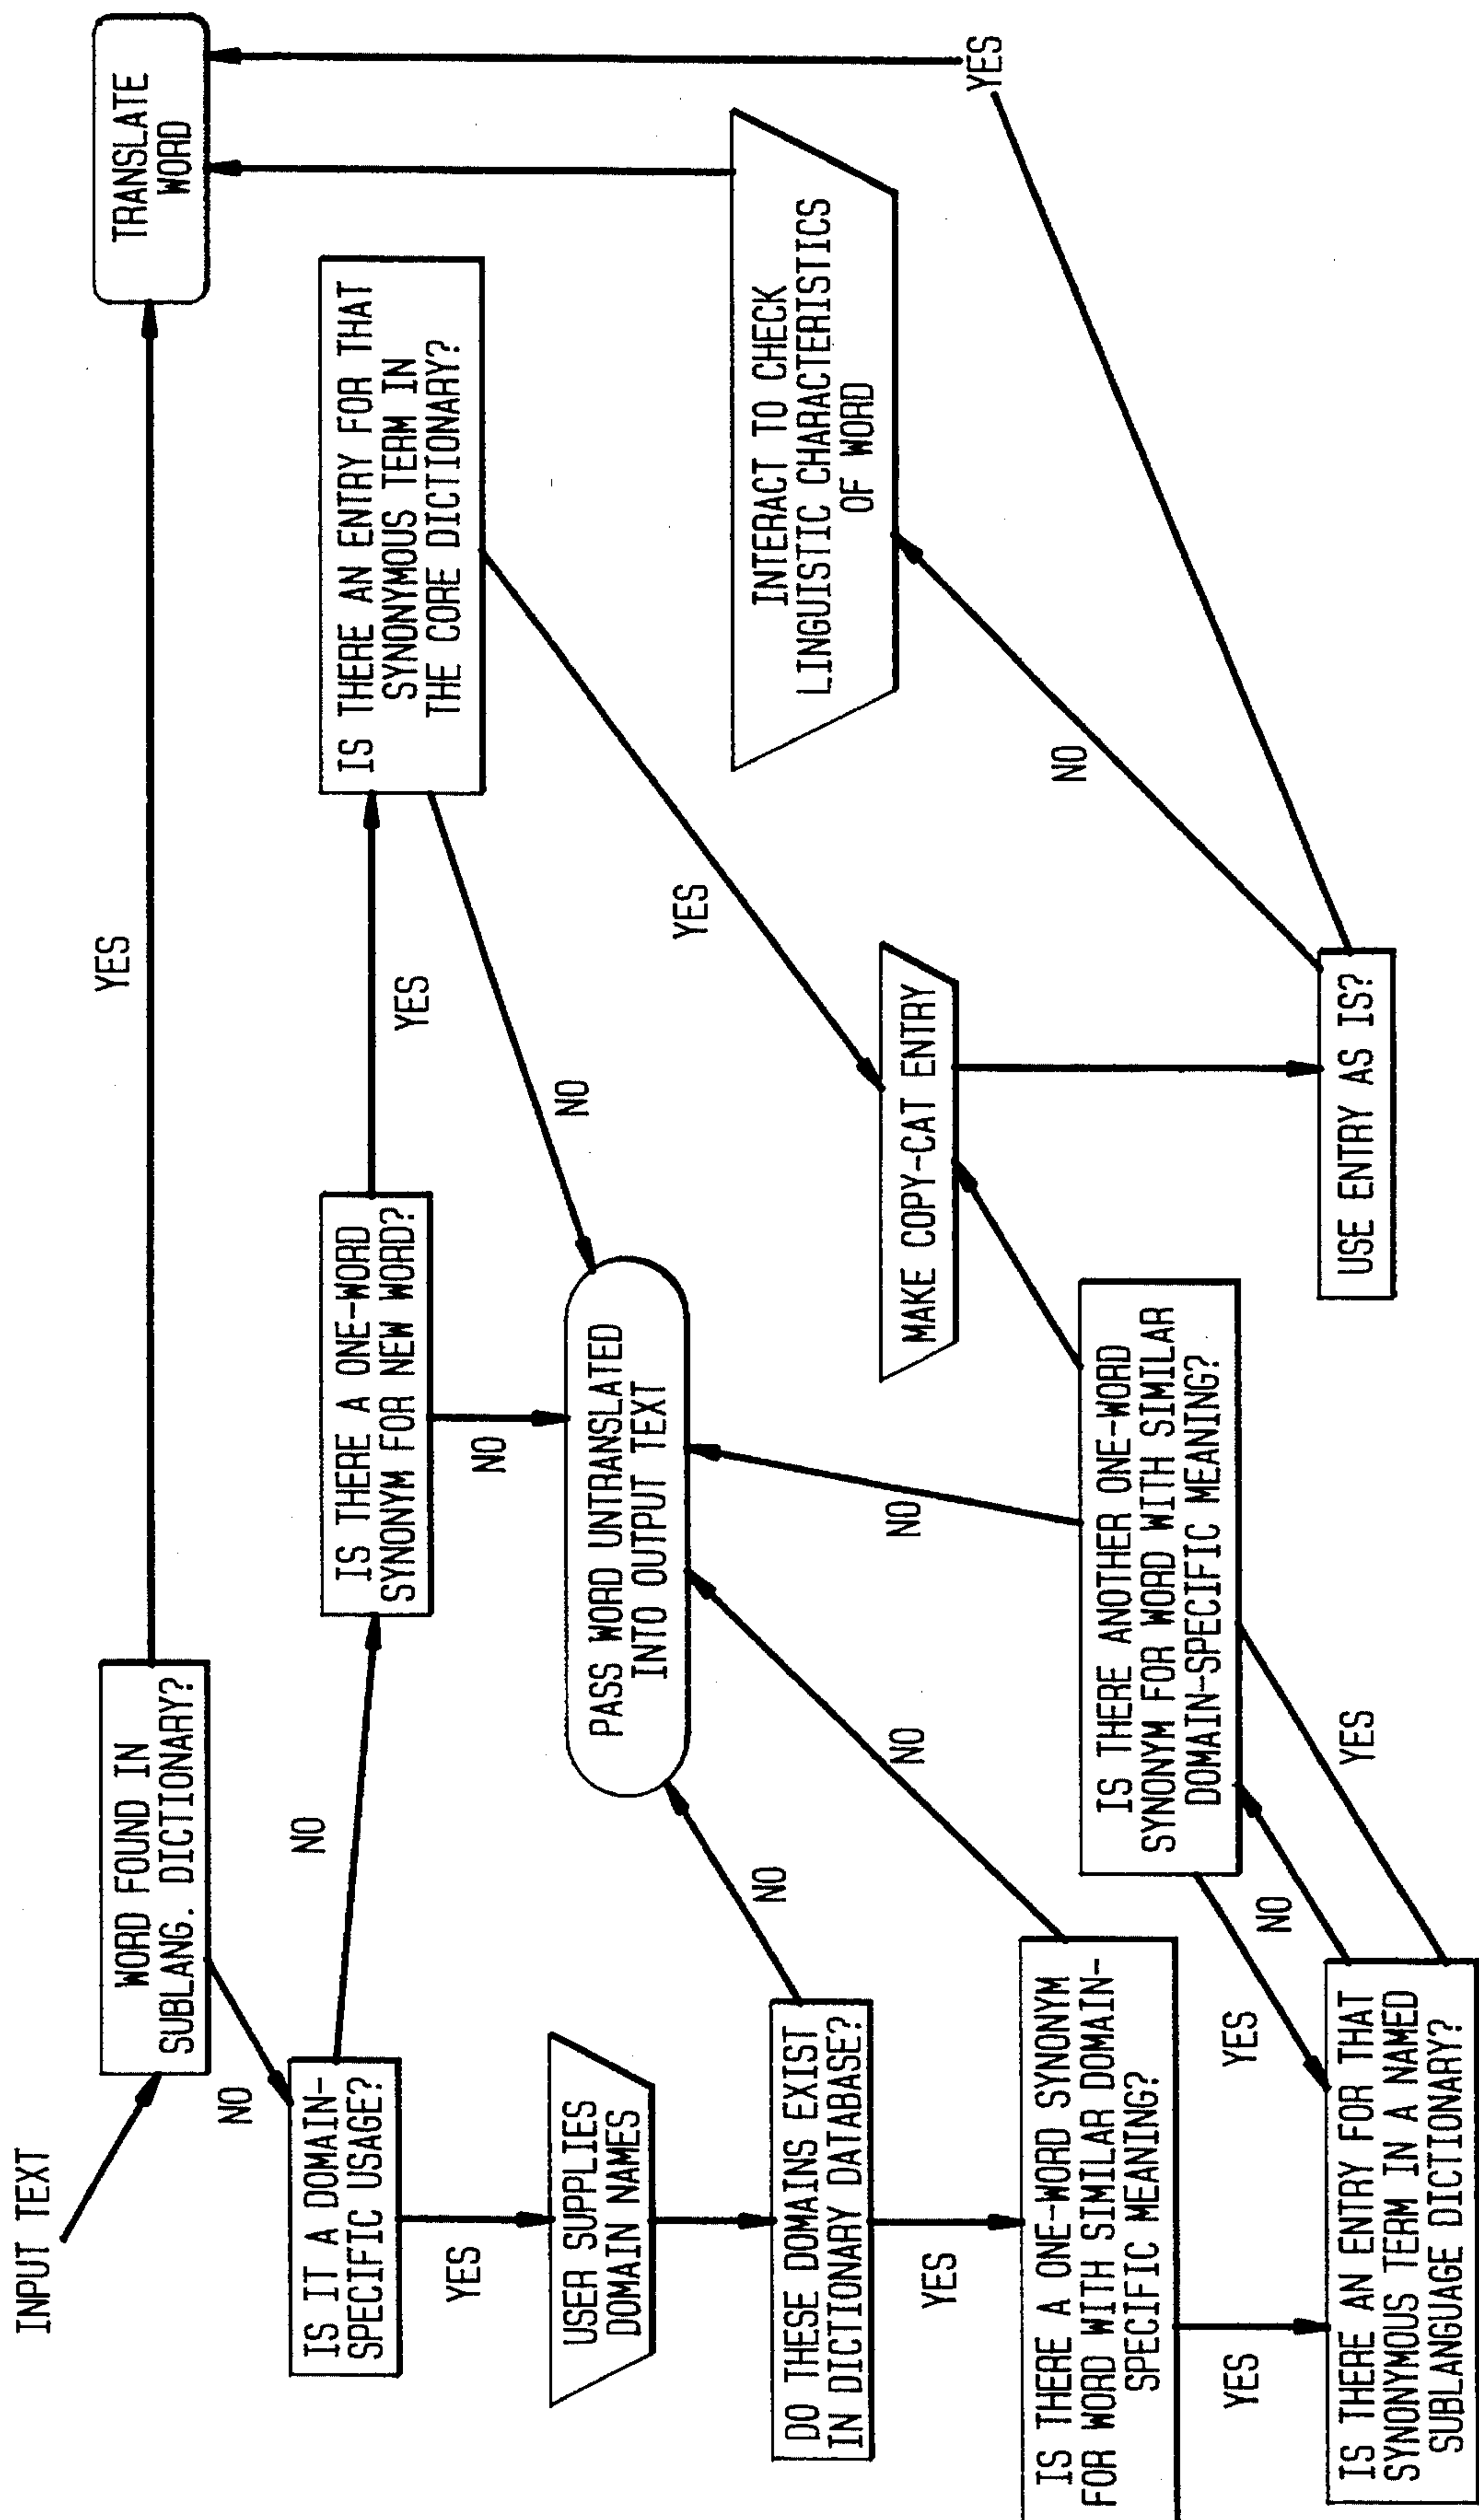 INPUT TEXT
WORD FOUND IN
SUBLANG. DICTIONARY?
YES
TRANSLATE
WORD
NO
IS IT A DOMAIN-
SPECIFIC USAGE?
NO
IS THERE A ONE-WORD
SYNONYM FOR NEW WORD?
YES
IS THERE AN ENTRY FOR THAT
SYNONYMOUS TERM IN
THE CORE DICTIONARY?
YES
NO
NO
YES
USER SUPPLIES
DOMAIN NAMES
PASS WORD UNTRANSLATED
INTO OUTPUT TEXT
INTERACT TO CHECK
LINGUISTIC CHARACTERISTICS
OF WORD
DO THESE DOMAINS EXIST
IN DICTIONARY DATABASE?
NO
NO
NO
MAKE COPY-CAT ENTRY
YES
YES
NO
IS THERE A ONE-WORD SYNONYM
FOR WORD WITH SIMILAR DOMAIN-
SPECIFIC MEANING?
IS THERE ANOTHER ONE-WORD
SYNONYM FOR WORD WITH SIMILAR
DOMAIN-SPECIFIC MEANING?
YES
YES
NO
YES
IS THERE AN ENTRY FOR THAT
SYNONYMOUS TERM IN A NAMED
SUBLANGUAGE DICTIONARY?
USE ENTRY AS IS?